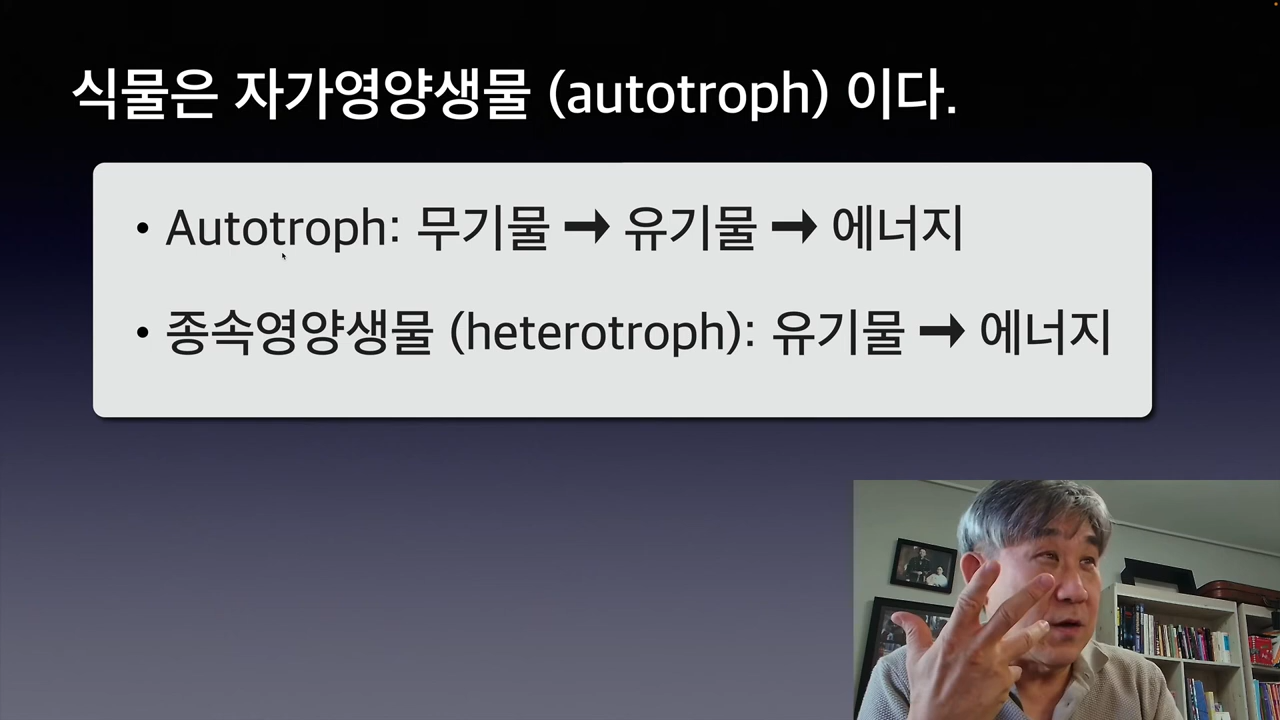 식물은 자가영양생물 (autotroph) 이다.
• Autotroph: 무기물 ➡ 유기물 ➡ 에너지
• 종속영양생물 (heterotroph): 유기물 ➡ 에너지